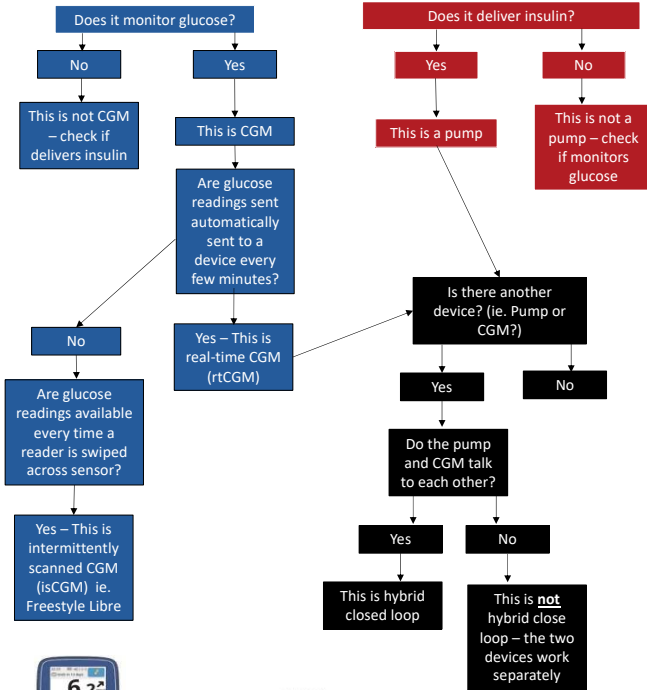 Does it monitor glucose?
No
Yes
This is not CGM
– check if
delivers insulin
This is CGM
Are glucose
readings sent
automatically
sent to a
device every
few minutes?
No
Yes – This is
real-time CGM
(rtCGM)
Are glucose
readings available
every time a
reader is swiped
across sensor?
Yes – This is
intermittently
scanned CGM
(isCGM)  ie.
Freestyle Libre
Does it deliver insulin?
Yes
No
This is a pump
This is not a
pump – check
if monitors
glucose
Is there another
device? (ie. Pump or
CGM?)
Yes
No
Do the pump
and CGM talk
to each other?
Yes
No
This is hybrid
closed loop
This is not
hybrid close
loop – the two
devices work
separately